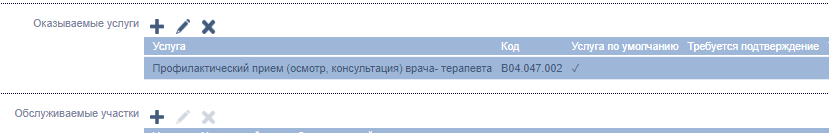 Оказываемые услуги
Услуга Код Услуга по умолчанию Требуется подтверждение
Профилактический прием (осмотр, консультация) врача- терапевта B04.047.002 ✓
Обслуживаемые участки